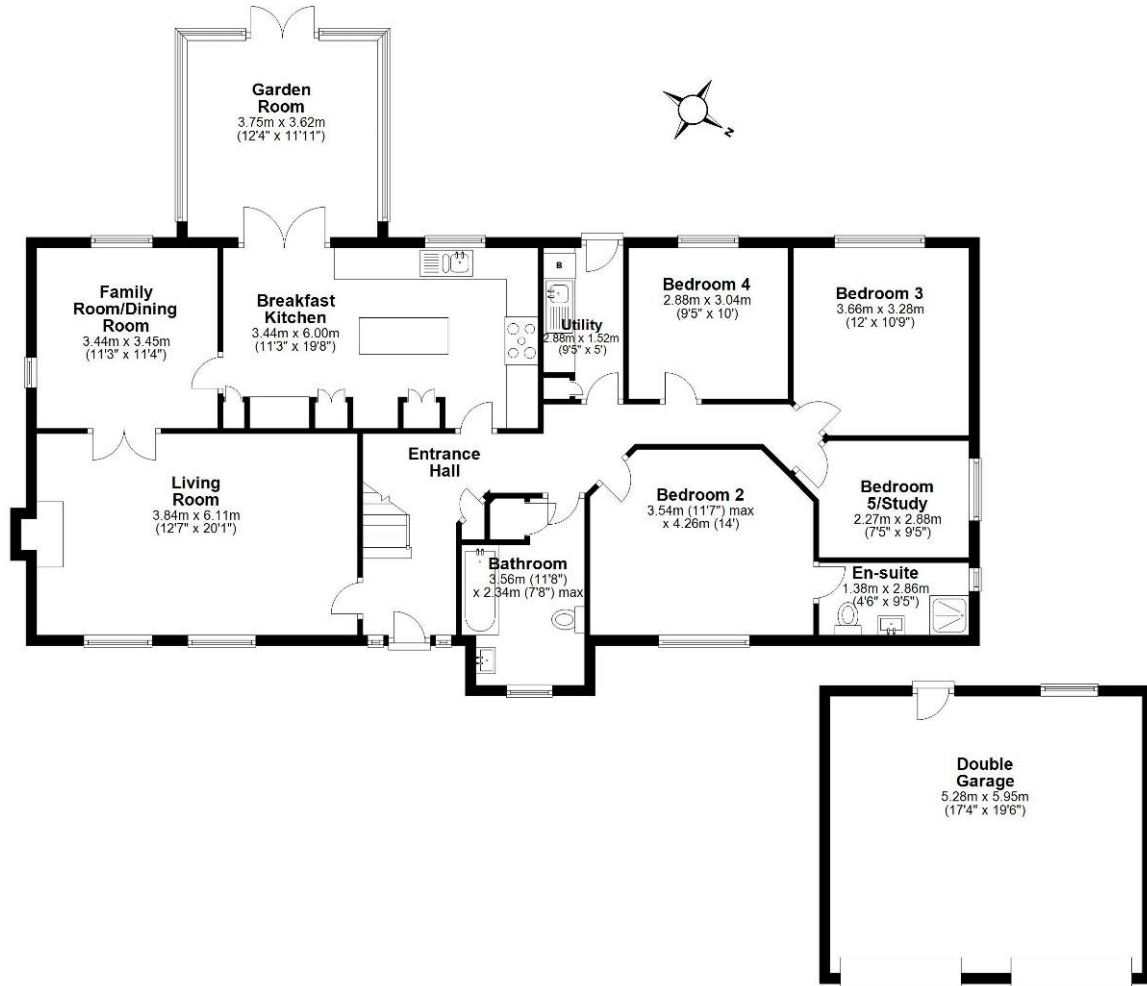 Garden
Room
3.75m x 3.62m
(12'4" x 11'11")
N
Family
Room/Dining
Room
3.44m x 3.45m
(11'3" x 11'4")
Breakfast
Kitchen
3.44m x 6.00m
(11'3" x 19'8")
B
Utility
2.88m x 1.52m
(9'5" x 5')
Bedroom 4
2.88m x 3.04m
(9'5" x 10')
Bedroom 3
3.66m x 3.28m
(12' x 10'9")
Living
Room
3.84m x 6.11m
(12'7" x 20'1")
Entrance
Hall
Bathroom
3.56m (11'8")
x 2.34m (7'8") max
Bedroom 2
3.54m (11'7") max
x 4.26m (14')
Bedroom
5/Study
2.27m x 2.88m
(7'5" x 9'5")
En-suite
1.38m x 2.86m
(4'6" x 9'5")
Double
Garage
5.28m x 5.95m
(17'4" x 19'6")